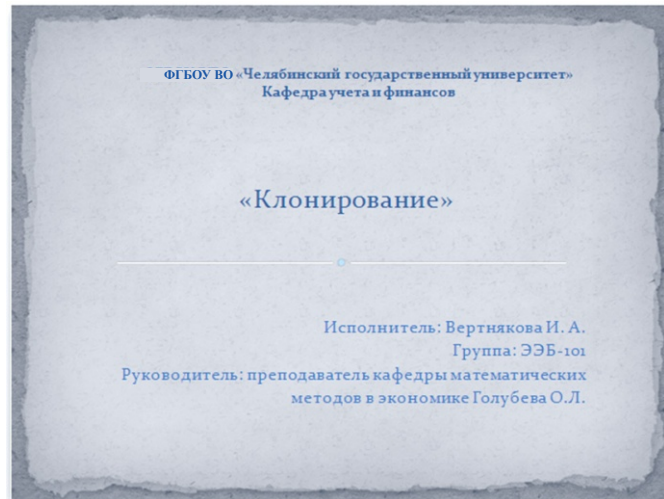 ФГБОУ ВО «Челябинский государственный университет»
Кафедра учета и финансов
«Клонирование»
Исполнитель: Вертнякова И. А.
Группа: ЭЭБ-101
Руководитель: преподаватель кафедры математических
методов в экономике Голубева О.Л.